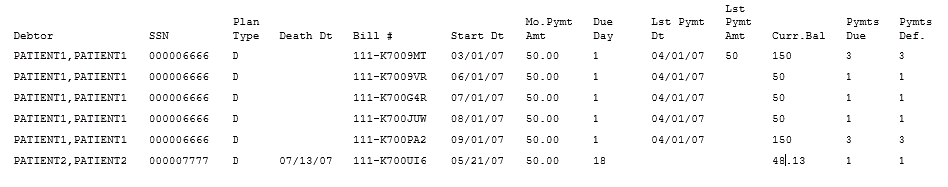 Lst
Plan Mo.Pymt Due Lst Pymt Pymt Pymts Pymts
Debtor SSN Type Death Dt Bill # Start Dt Amt Day Dt Amt Curr.Bal Due Def.
PATIENT1,PATIENT1 000006666 D 111-K7009MT 03/01/07 50.00 1 04/01/07 50 150 3 3
PATIENT1,PATIENT1 000006666 D 111-K7009VR 06/01/07 50.00 1 04/01/07 50 1 1
PATIENT1,PATIENT1 000006666 D 111-K700G4R 07/01/07 50.00 1 04/01/07 50 1 1
PATIENT1,PATIENT1 000006666 D 111-K700JUW 08/01/07 50.00 1 04/01/07 50 1 1
PATIENT1,PATIENT1 000006666 D 111-K700PA2 09/01/07 50.00 1 04/01/07 150 3 3
PATIENT2,PATIENT2 000007777 D 07/13/07 111-K700UI6 05/21/07 50.00 18 48.13 1 1